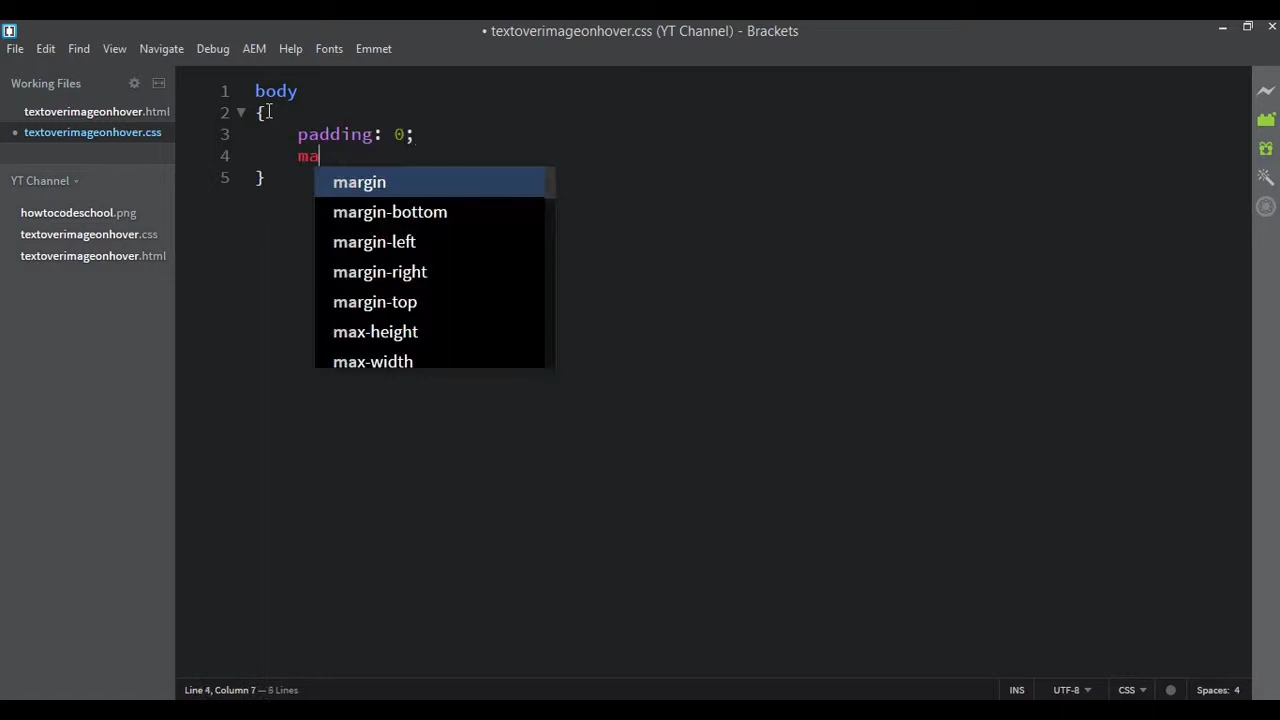 • textoverimageonhover.css (YT Channel) - Brackets
File Edit Find View Navigate Debug AEM Help Fonts Emmet
Working Files
textoverimageonhover.html
• textoverimageonhover.css
YT Channel
howtocodeschool.png
textoverimageonhover.css
textoverimageonhover.html
1 body
2 {
3 padding: 0;
4 ma
5 }
margin
margin-bottom
margin-left
margin-right
margin-top
max-height
max-width
Line 4, Column 7 — 5 Lines
INS UTF-8 CSS Spaces: 4